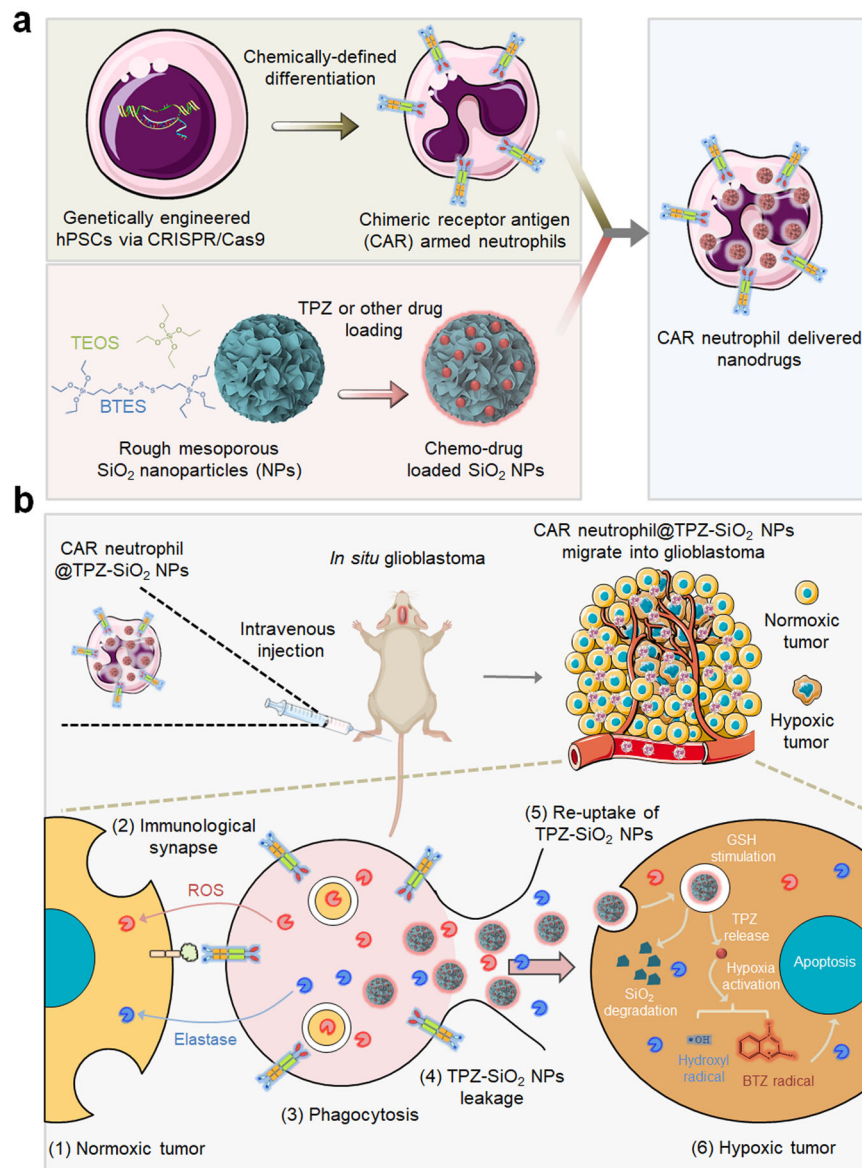 a
Chemically-defined
differentiation
Genetically engineered
hPSCs via CRISPR/Cas9
Chimeric receptor antigen
(CAR) armed neutrophils
CAR neutrophil delivered
nanodrugs
TEOS
BTES
TPZ or other drug
loading
Rough mesoporous
SiO₂ nanoparticles (NPs)
Chemo-drug
loaded SiO₂ NPs
b
CAR neutrophil
@TPZ-SiO₂ NPs
Intravenous
injection
In situ glioblastoma
CAR neutrophil@TPZ-SiO₂ NPs
migrate into glioblastoma
Normoxic
tumor
Hypoxic
tumor
(2) Immunological
synapse
ROS
Elastase
(1) Normoxic tumor
(3) Phagocytosis
(4) TPZ-SiO₂ NPs
leakage
(5) Re-uptake of
TPZ-SiO₂ NPs
GSH
stimulation
TPZ
release
Hypoxia
activation
SiO₂
degradation
Apoptosis
•OH
Hydroxyl
radical
BTZ radical
(6) Hypoxic tumor